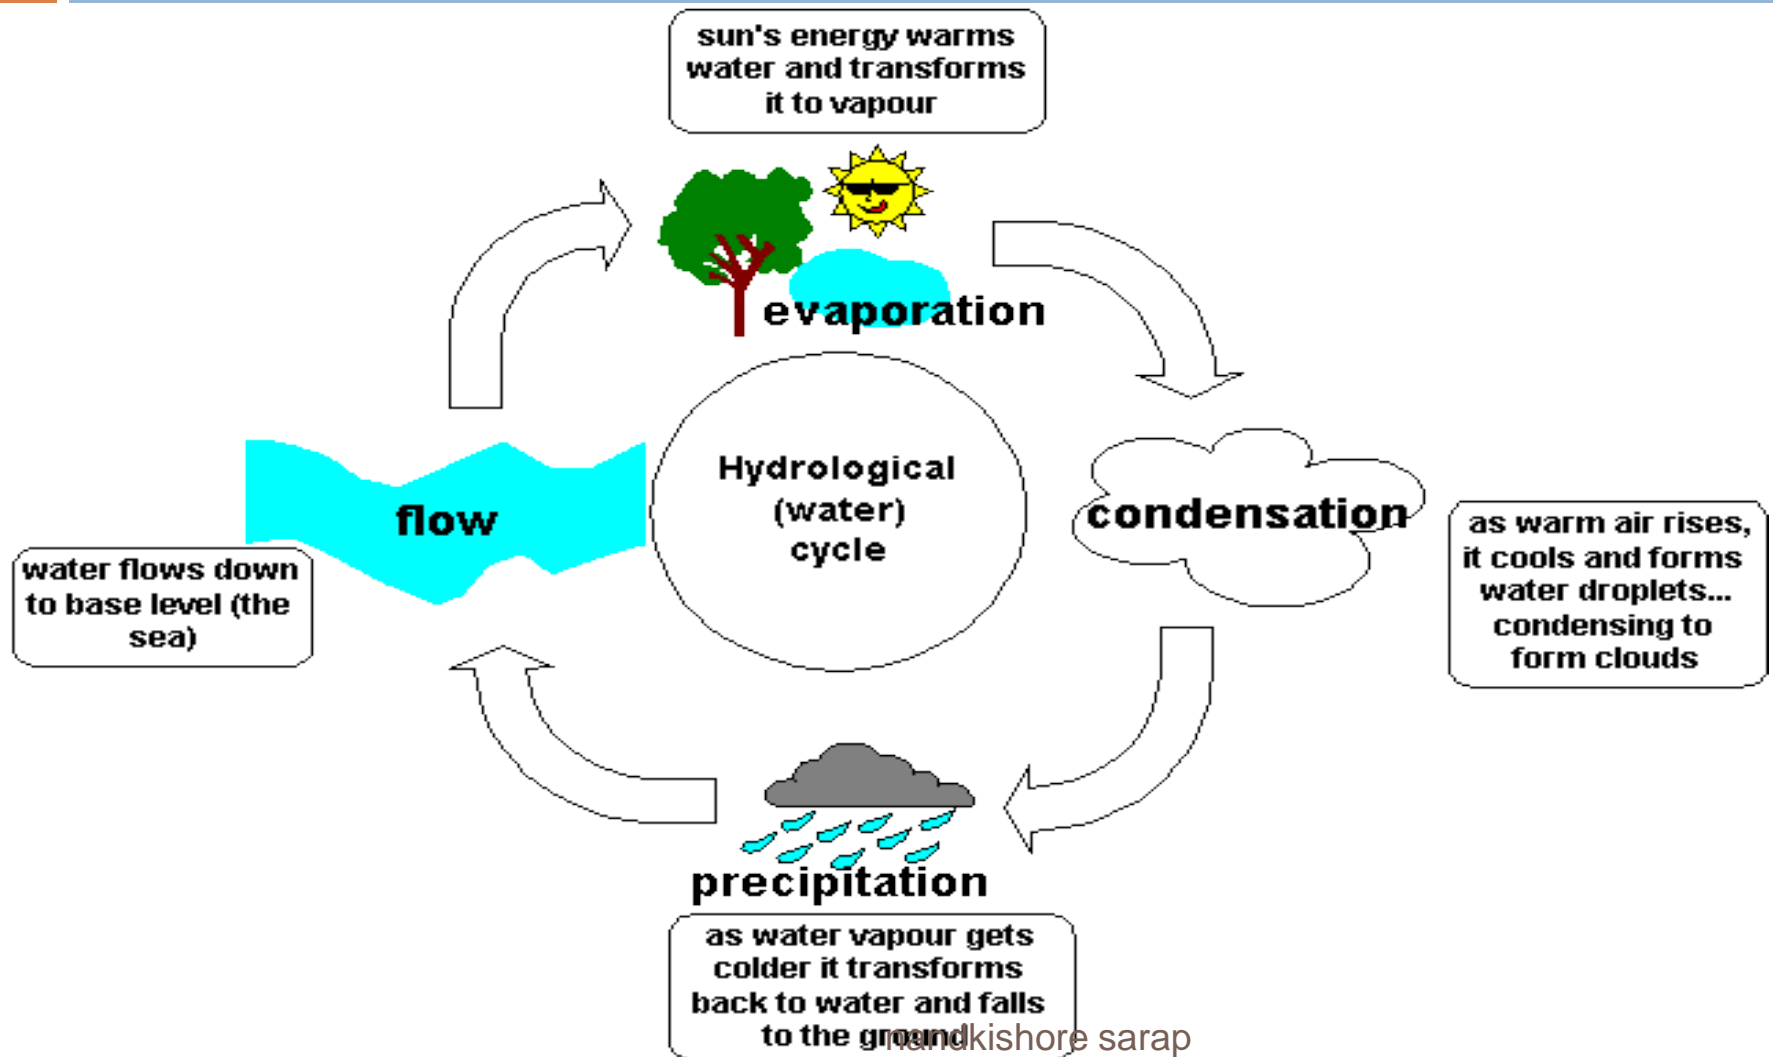 sun's energy warms
water and transforms
it to vapour
evaporation
Hydrological
(water)
cycle
condensation
as warm air rises,
it cools and forms
water droplets...
condensing to
form clouds
flow
water flows down
to base level (the
sea)
precipitation
as water vapour gets
colder it transforms
back to water and falls
to the ground
nandkishore sarap